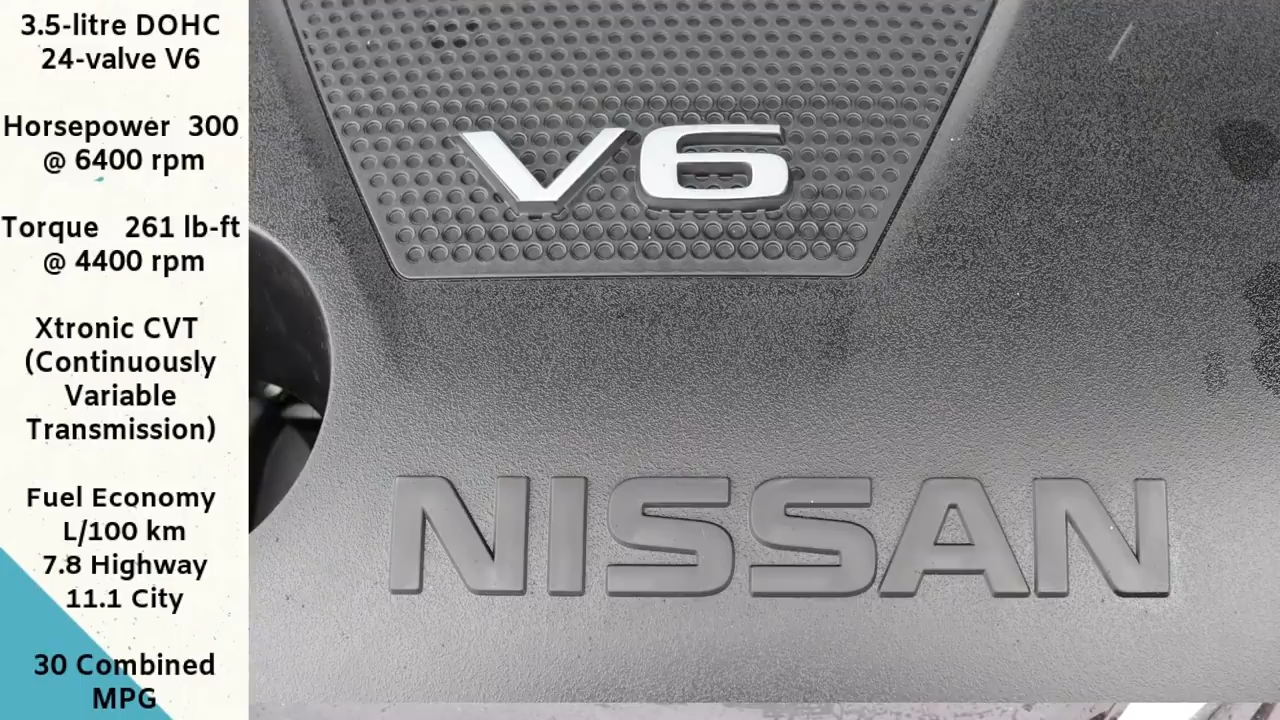 3.5-litre DOHC
24-valve V6
Horsepower 300
@ 6400 rpm
Torque 261 lb-ft
@ 4400 rpm
Xtronic CVT
(Continuously
Variable
Transmission)
Fuel Economy
L/100 km
7.8 Highway
11.1 City
30 Combined
MPG
V6
NISSAN